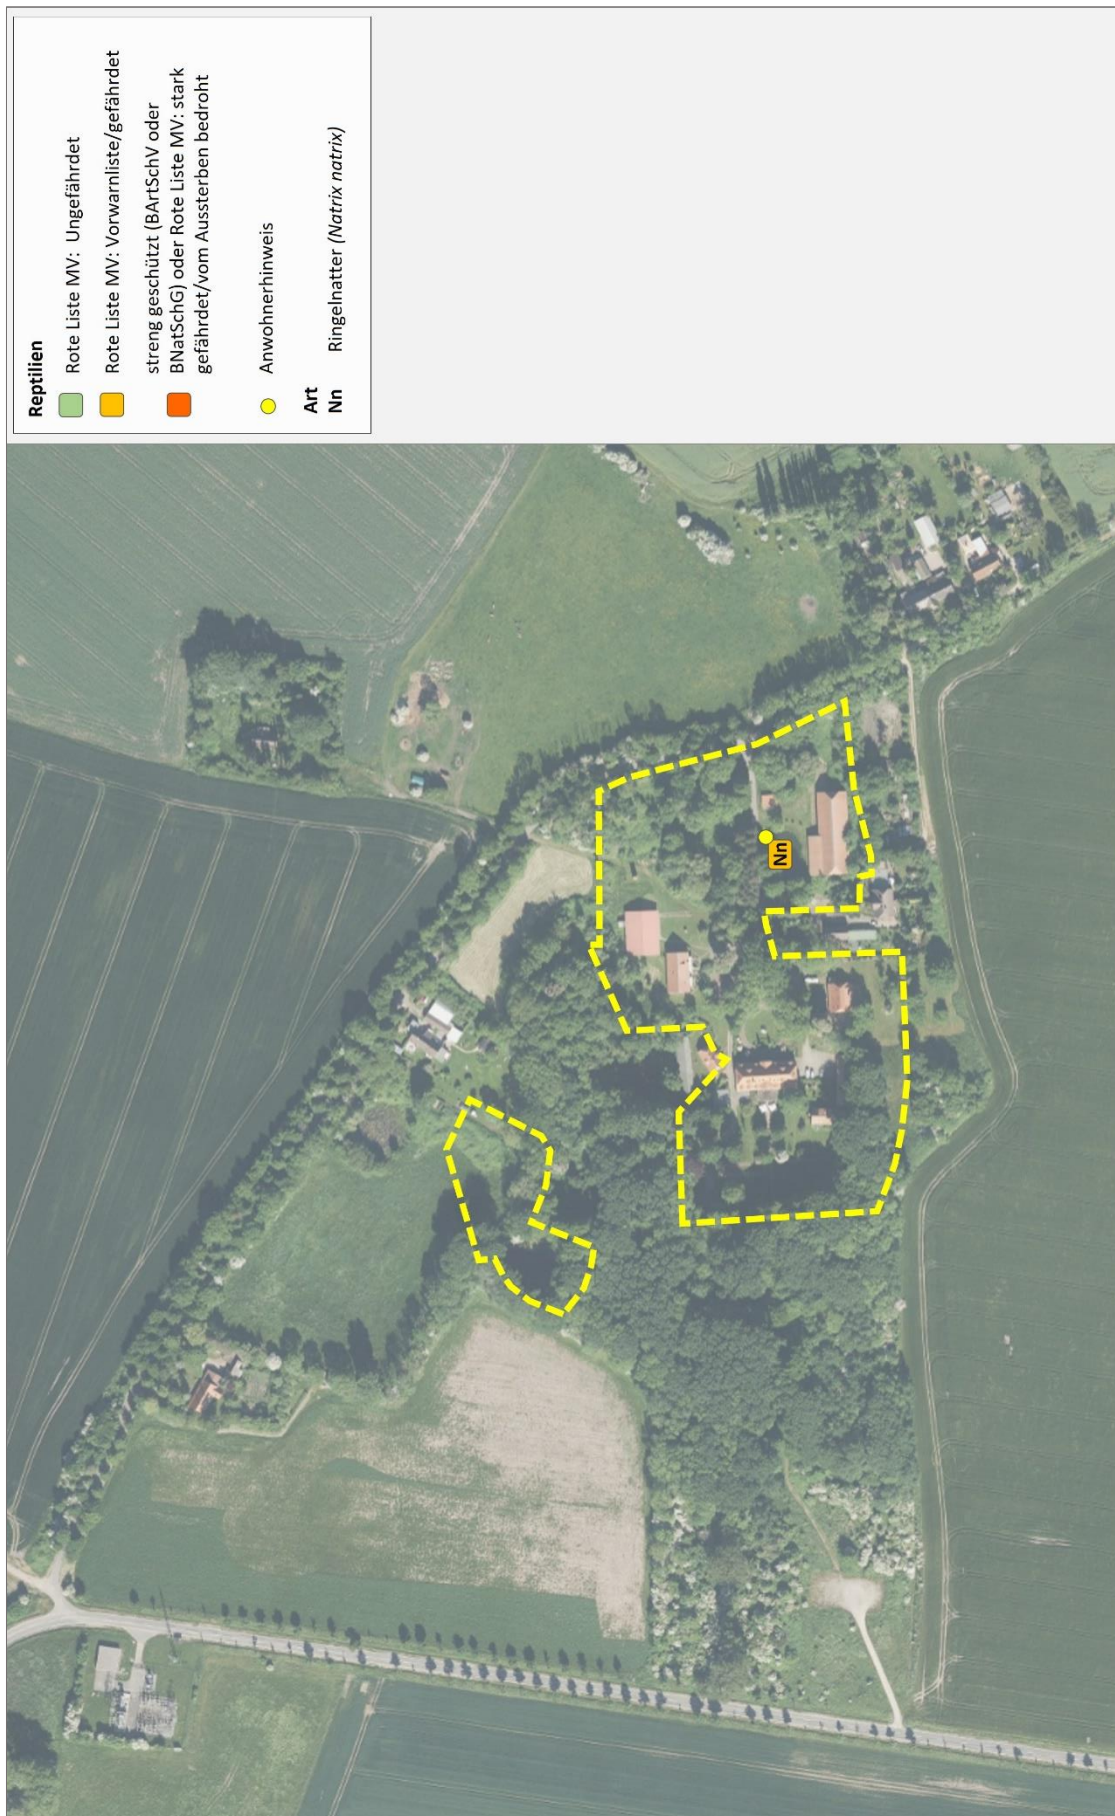 Reptilien
Rote Liste MV:  Ungefährdet
Rote Liste MV: Vorwarnliste/gefährdet
streng geschützt (BArtSchV oder
BNatSchG) oder Rote Liste MV: stark
gefährdet/vom Aussterben bedroht
Anwohnerhinweis
Art
Nn Ringelnatter (Natrix natrix)
Nn